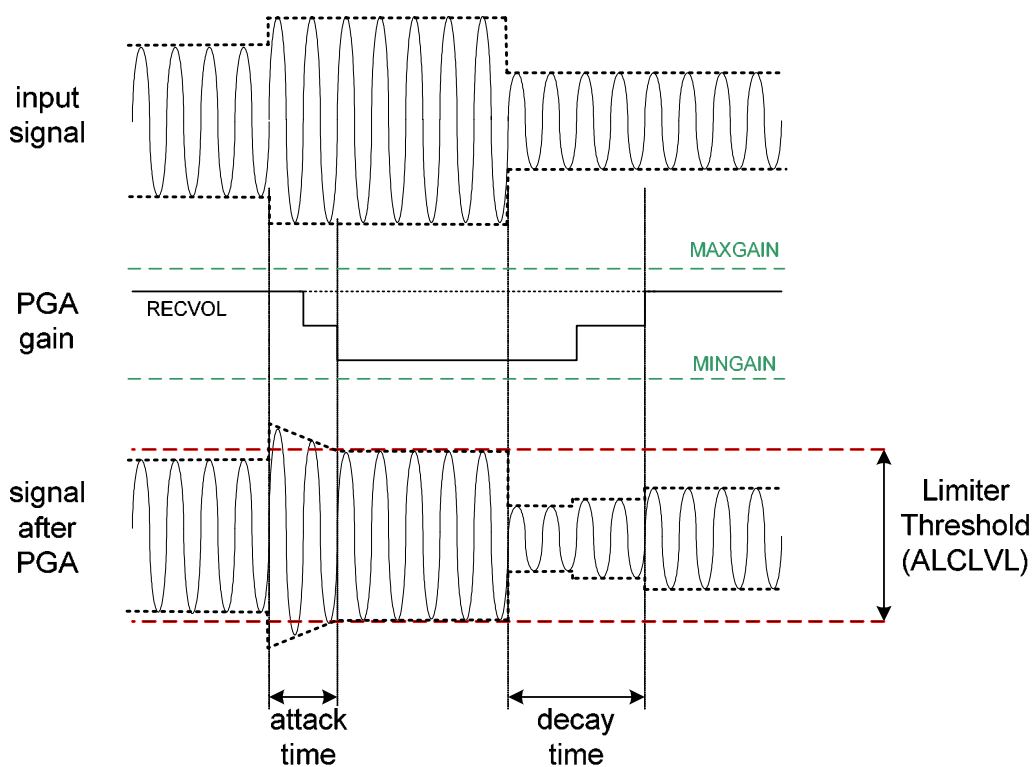 input
signal
MAXGAIN
PGA
gain
RECVOL
MINGAIN
signal
after
PGA
Limiter
Threshold
(ALCLVL)
attack
time
decay
time